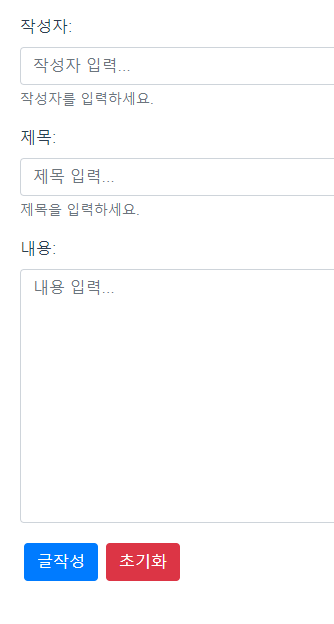 작성자:
작성자 입력...
작성자를 입력하세요.
제목:
제목 입력...
제목을 입력하세요.
내용:
내용 입력...
글작성 초기화